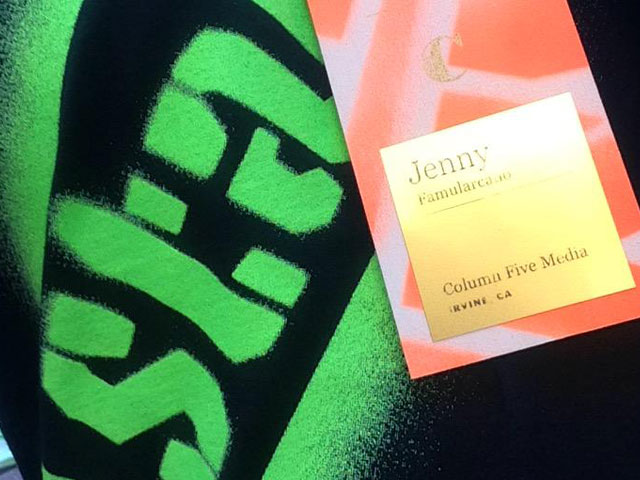 C
Jenny
Famularcano
Column Five Media
IRVINE, CA